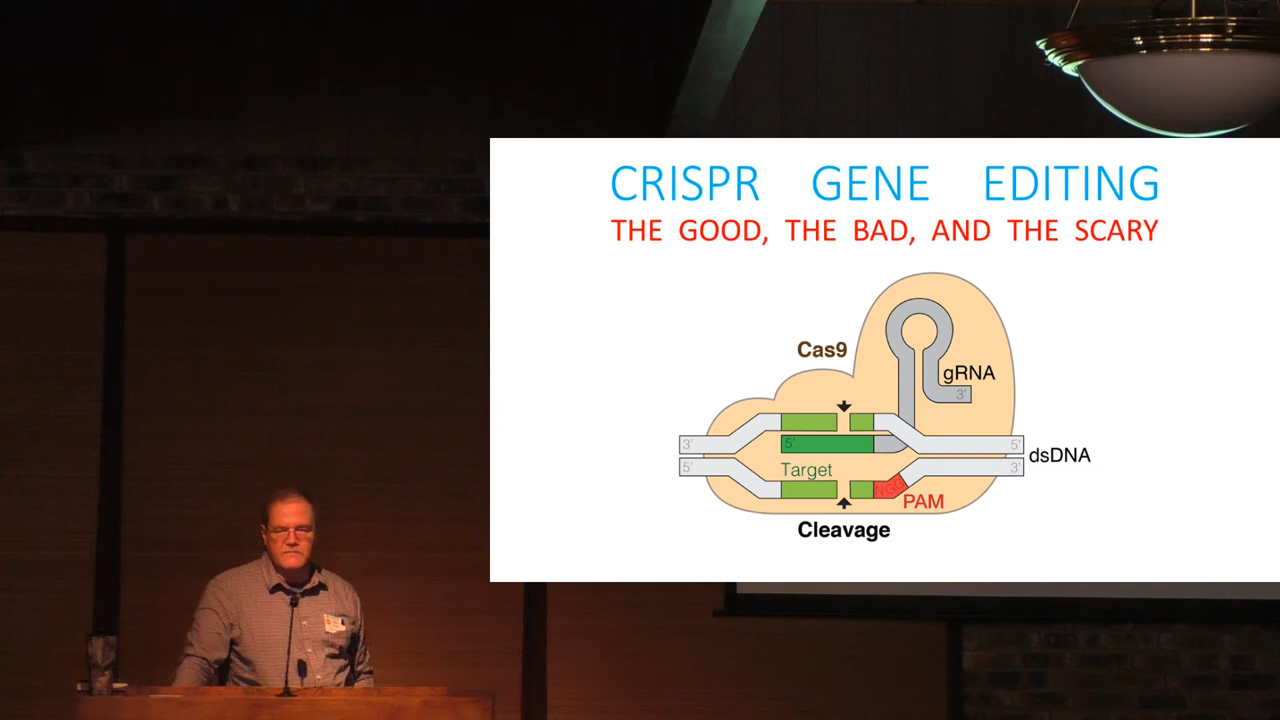 CRISPR GENE EDITING
THE GOOD, THE BAD, AND THE SCARY
Cas9
gRNA
3'
3'
5'
5'
dsDNA
5'
3'
Target
NGG
PAM
Cleavage